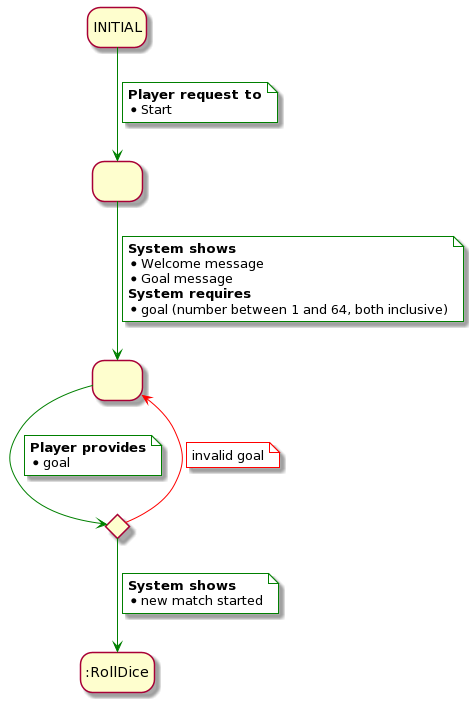 INITIAL
Player request to
• Start
System shows
• Welcome message
• Goal message
System requires
• goal (number between 1 and 64, both inclusive)
Player provides
• goal
invalid goal
System shows
• new match started
:RollDice